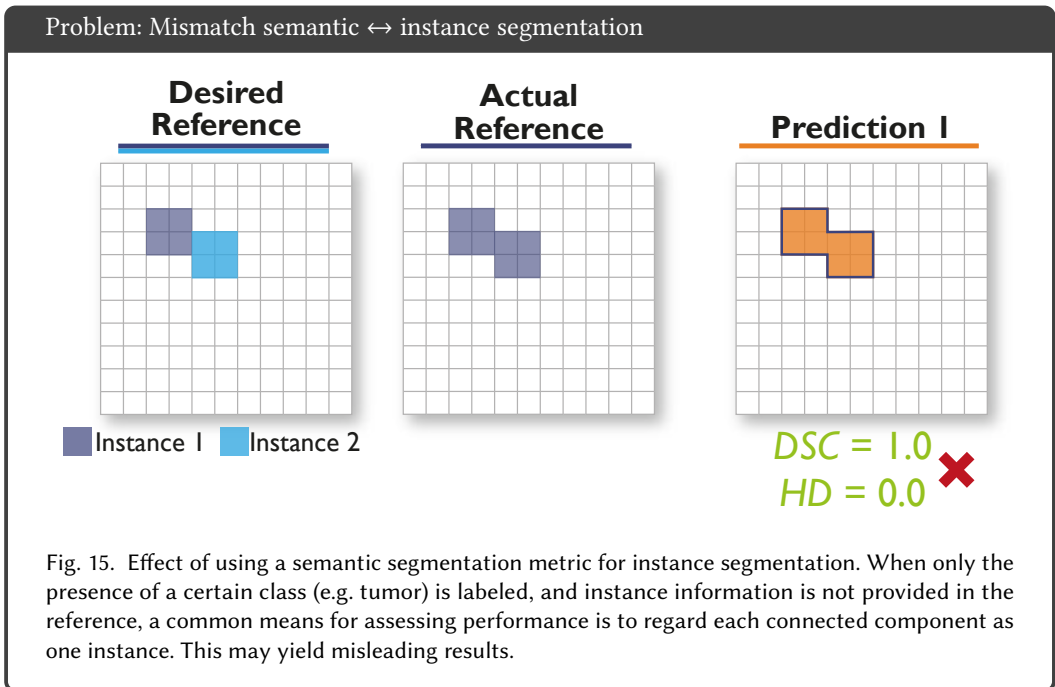 Problem: Mismatch semantic ↔ instance segmentation
Desired
Reference
Actual
Reference
Prediction 1
Instance 1
Instance 2
DSC = 1.0
HD = 0.0
Fig. 15. Effect of using a semantic segmentation metric for instance segmentation. When only the
presence of a certain class (e.g. tumor) is labeled, and instance information is not provided in the
reference, a common means for assessing performance is to regard each connected component as
one instance. This may yield misleading results.